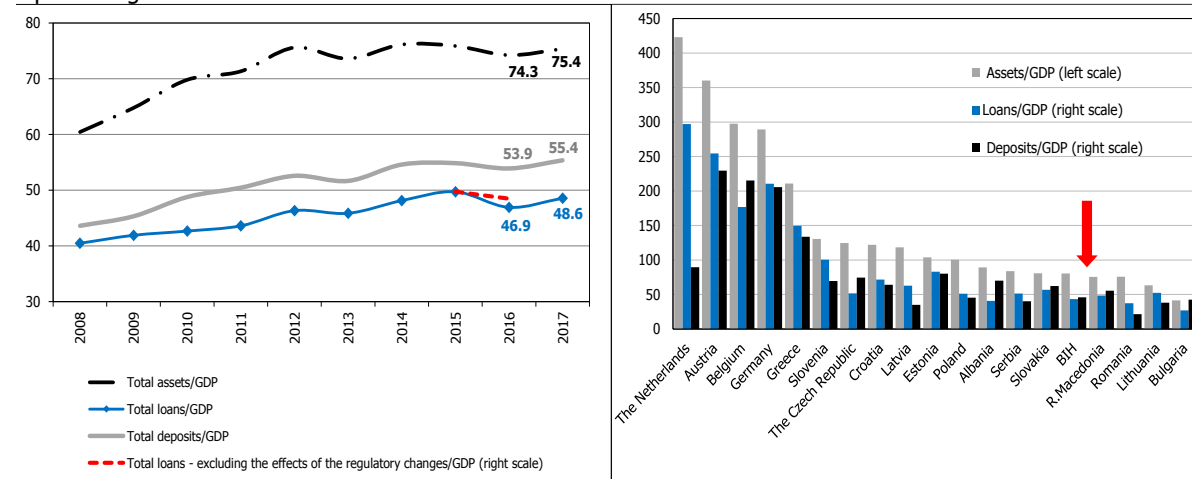 80
70
60
50
40
30
74.3
75.4
53.9
55.4
46.9
48.6
2008
2009
2010
2011
2012
2013
2014
2015
2016
2017
Total assets/GDP
Total loans/GDP
Total deposits/GDP
Total loans - excluding the effects of the regulatory changes/GDP (right scale)
450
400
350
300
250
200
150
100
50
0
Assets/GDP (left scale)
Loans/GDP (right scale)
Deposits/GDP (right scale)
The Netherlands
Austria
Belgium
Germany
Greece
Slovenia
The Czech Republic
Croatia
Latvia
Estonia
Poland
Albania
Serbia
Slovakia
BIH
R.Macedonia
Romania
Lithuania
Bulgaria